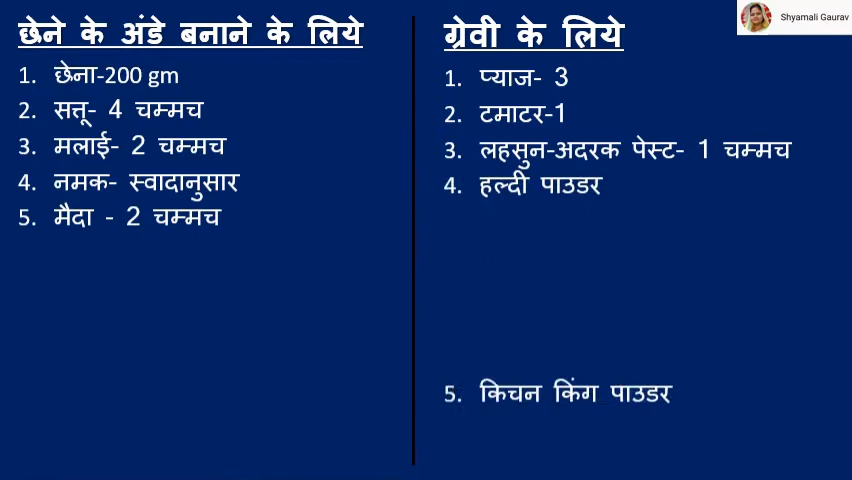 छेने के अंडे बनाने के लिये
1. छेना-200 gm
2. सत्तू- 4 चम्मच
3. मलाई- 2 चम्मच
4. नमक- स्वादानुसार
5. मैदा - 2 चम्मच
ग्रेवी के लिये
1. प्याज- 3
2. टमाटर-1
3. लहसुन-अदरक पेस्ट- 1 चम्मच
4. हल्दी पाउडर
5. किचन किंग पाउडर
Shyamali Gaurav